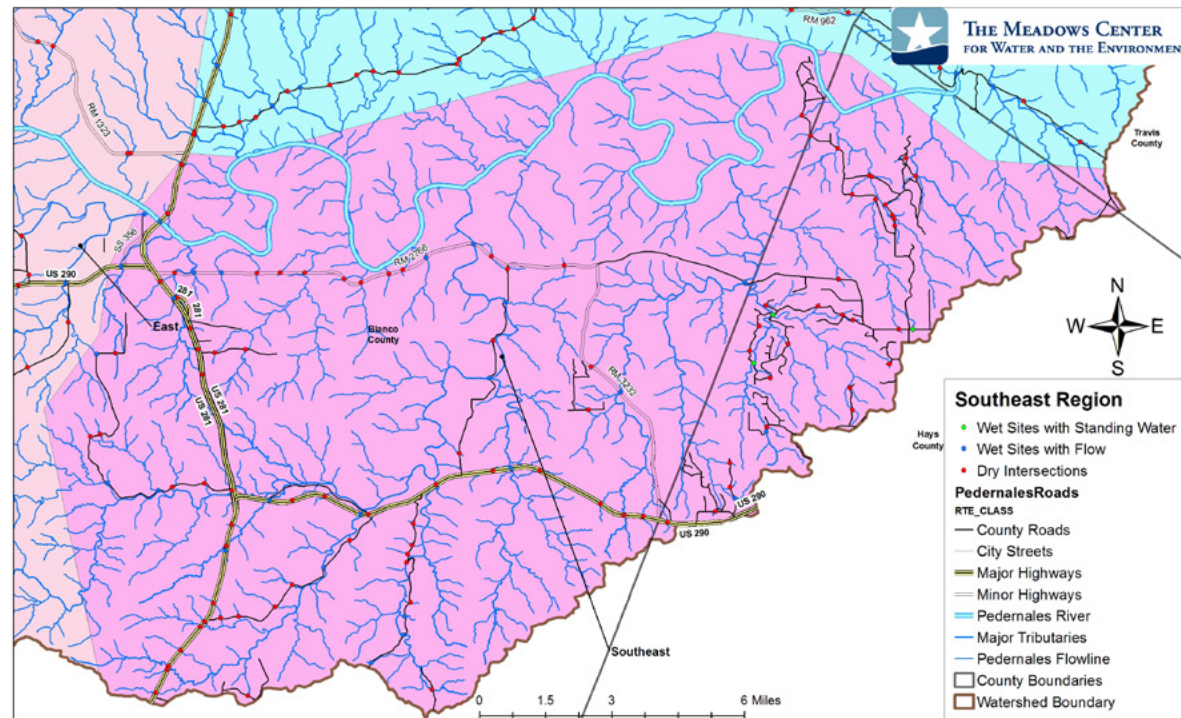 RM 962
THE MEADOWS CENTER
FOR WATER AND THE ENVIRONMEN
RM 1323
Travis
County
SS 356
US 290
RM-2766
281
281
East
Blanco
County
N
W
E
S
US 281
US 281
RM-3232
Hays
County
US 290
US 290
Southeast
0 1.5 3 6 Miles
Southeast Region
Wet Sites with Standing Water
Wet Sites with Flow
Dry Intersections
PedernalesRoads
RTE_CLASS
County Roads
City Streets
Major Highways
Minor Highways
Pedernales River
Major Tributaries
Pedernales Flowline
County Boundaries
Watershed Boundary